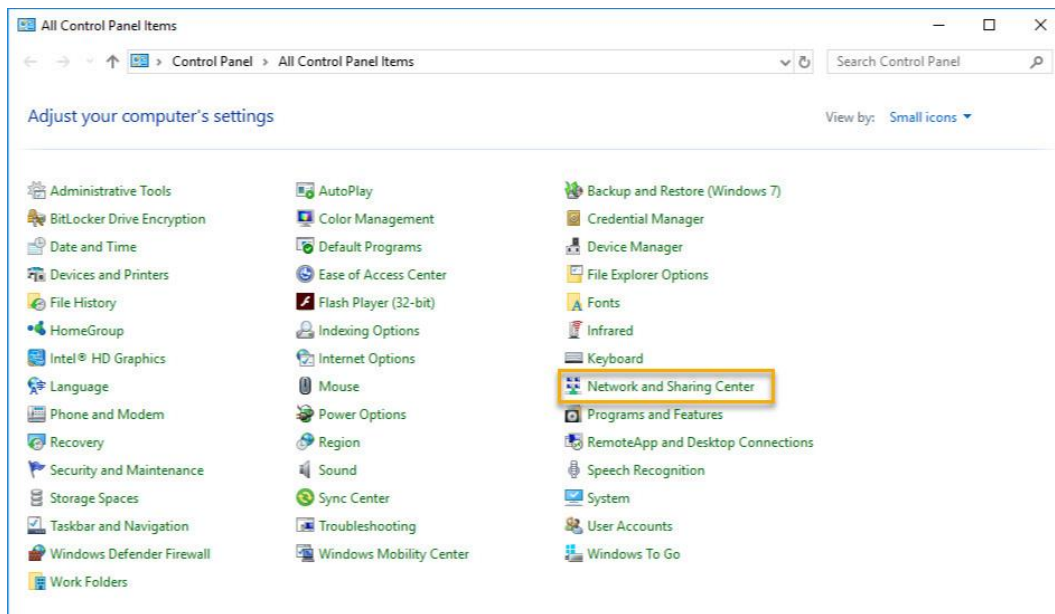 All Control Panel Items
Control Panel > All Control Panel Items
Search Control Panel
Adjust your computer's settings
View by: Small icons
Administrative Tools
AutoPlay
Backup and Restore (Windows 7)
BitLocker Drive Encryption
Color Management
Credential Manager
Date and Time
Default Programs
Device Manager
Devices and Printers
Ease of Access Center
File Explorer Options
File History
Flash Player (32-bit)
Fonts
HomeGroup
Indexing Options
Infrared
Intel® HD Graphics
Internet Options
Keyboard
Language
Mouse
Network and Sharing Center
Phone and Modem
Power Options
Programs and Features
Recovery
Region
RemoteApp and Desktop Connections
Security and Maintenance
Sound
Speech Recognition
Storage Spaces
Sync Center
System
Taskbar and Navigation
Troubleshooting
User Accounts
Windows Defender Firewall
Windows Mobility Center
Windows To Go
Work Folders